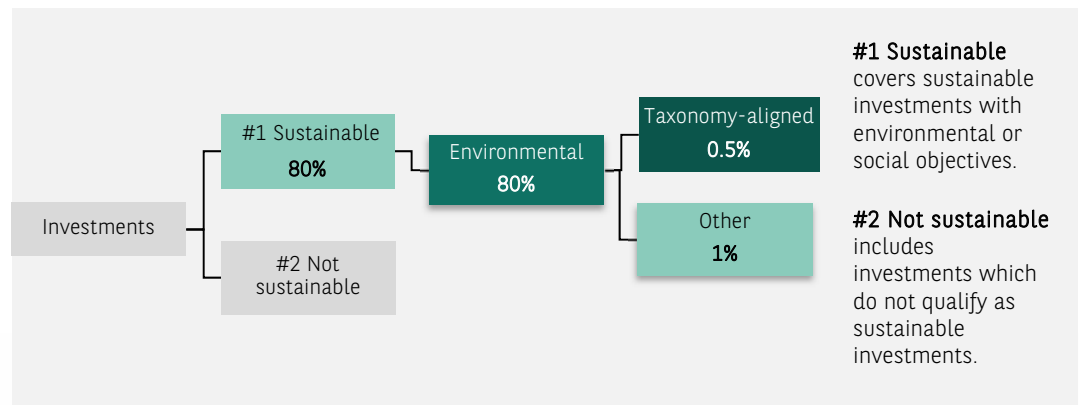 Investments
#1 Sustainable
80%
#2 Not
sustainable
Environmental
80%
Taxonomy-aligned
0.5%
Other
1%
#1 Sustainable
covers sustainable
investments with
environmental or
social objectives.
#2 Not sustainable
includes
investments which
do not qualify as
sustainable
investments.